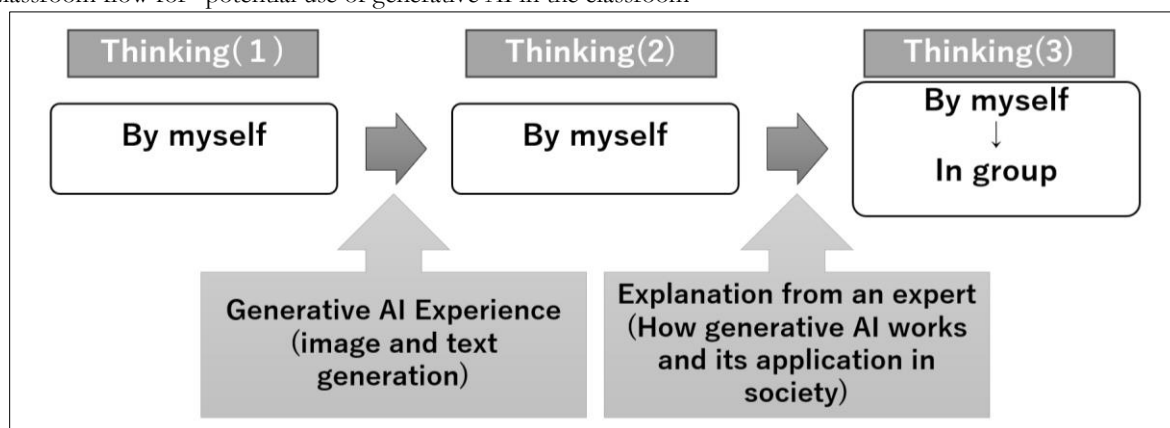 classroom flow for "potential use of generative AI in the classroom"
Thinking(1)
By myself
Thinking(2)
By myself
Thinking(3)
By myself
↓
In group
Generative AI Experience
(image and text
generation)
Explanation from an expert
(How generative AI works
and its application in
society)